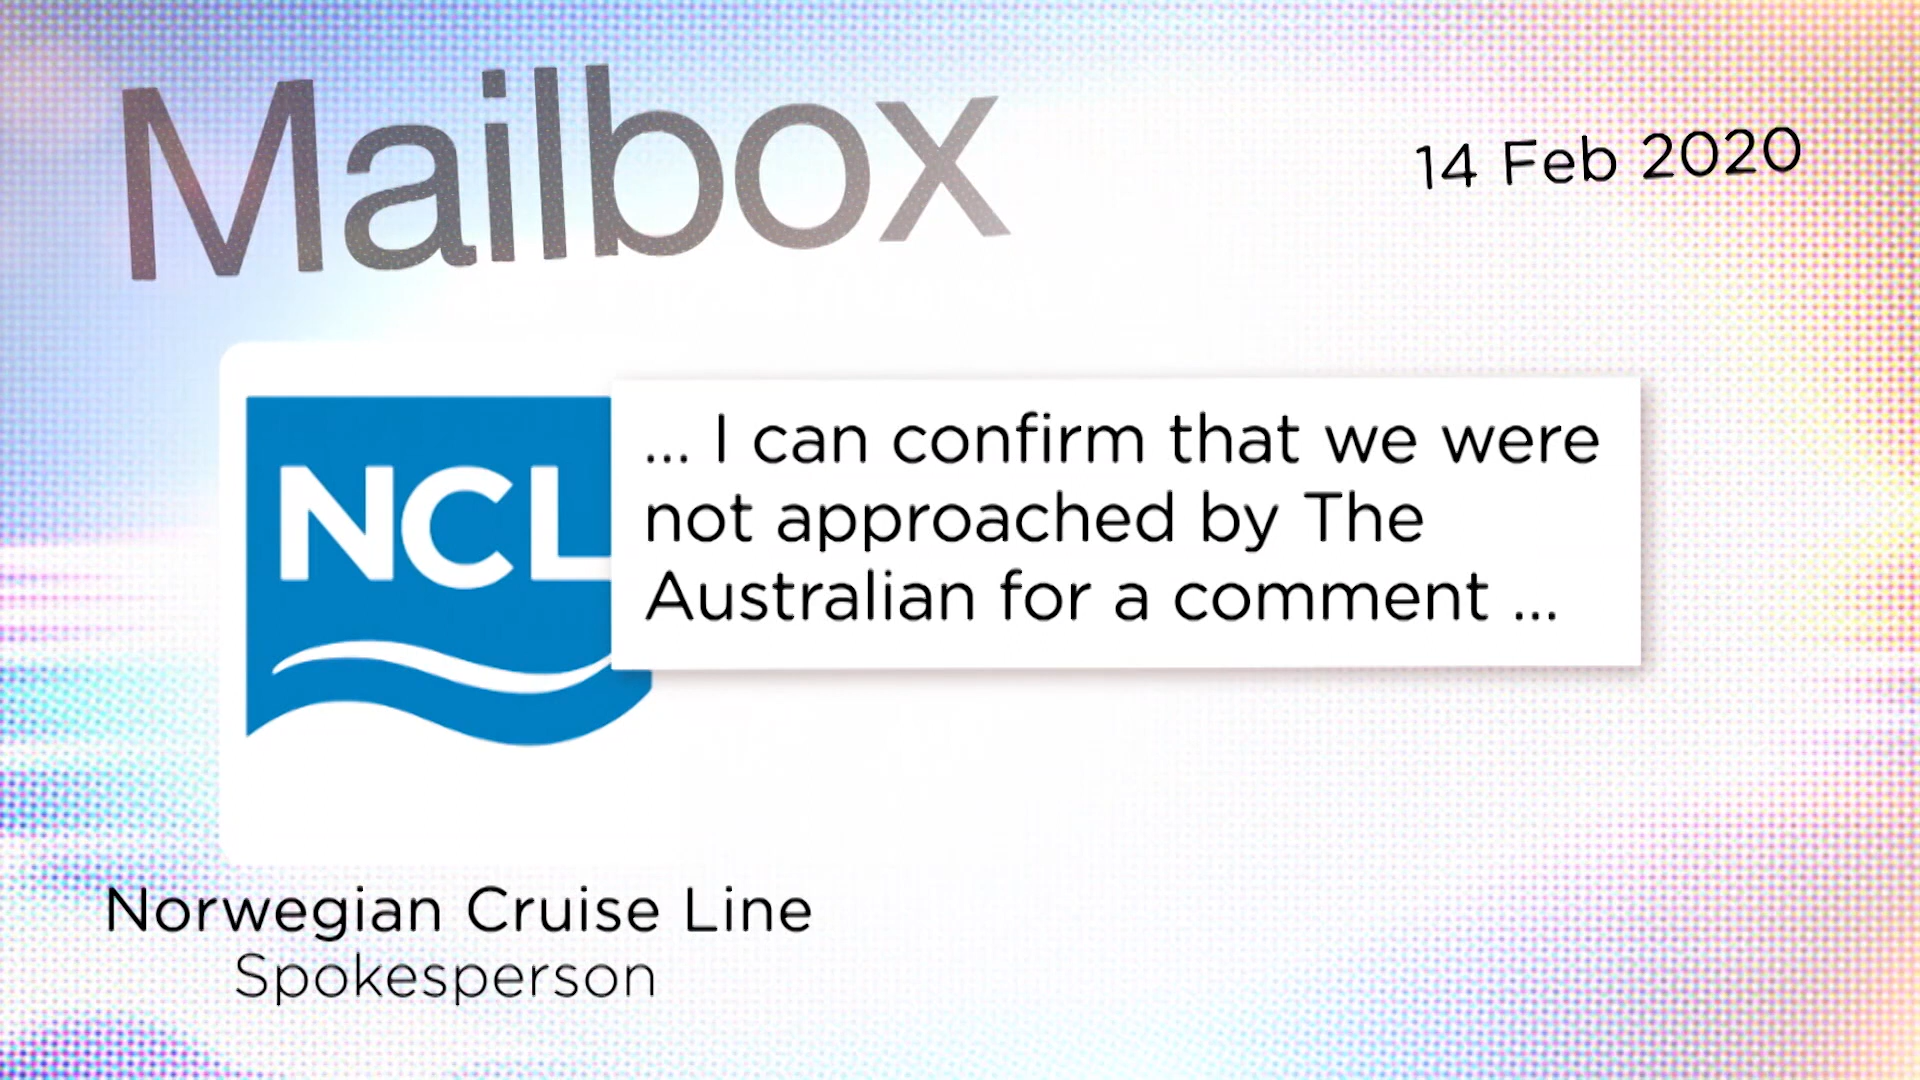 Mailbox
14 Feb 2020
NCL
... I can confirm that we were
not approached by The
Australian for a comment ...
Norwegian Cruise Line
Spokesperson